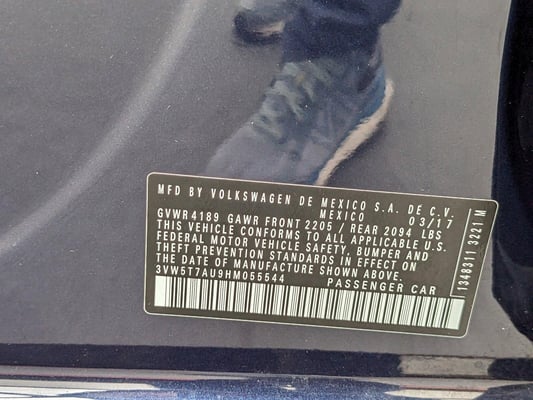 MFD BY VOLKSWAGEN DE MEXICO S.A. DE C.V.
MEXICO 03/17
GVWR4189 GAWR FRONT 2205 / REAR 2094 LBS
THIS VEHICLE CONFORMS TO ALL APPLICABLE U.S.
FEDERAL MOTOR VEHICLE SAFETY, BUMPER AND
THEFT PREVENTION STANDARDS IN EFFECT ON
THE DATE OF MANUFACTURE SHOWN ABOVE.
3VW5T7AU9HM055544 PASSENGER CAR
1348311 3221 M